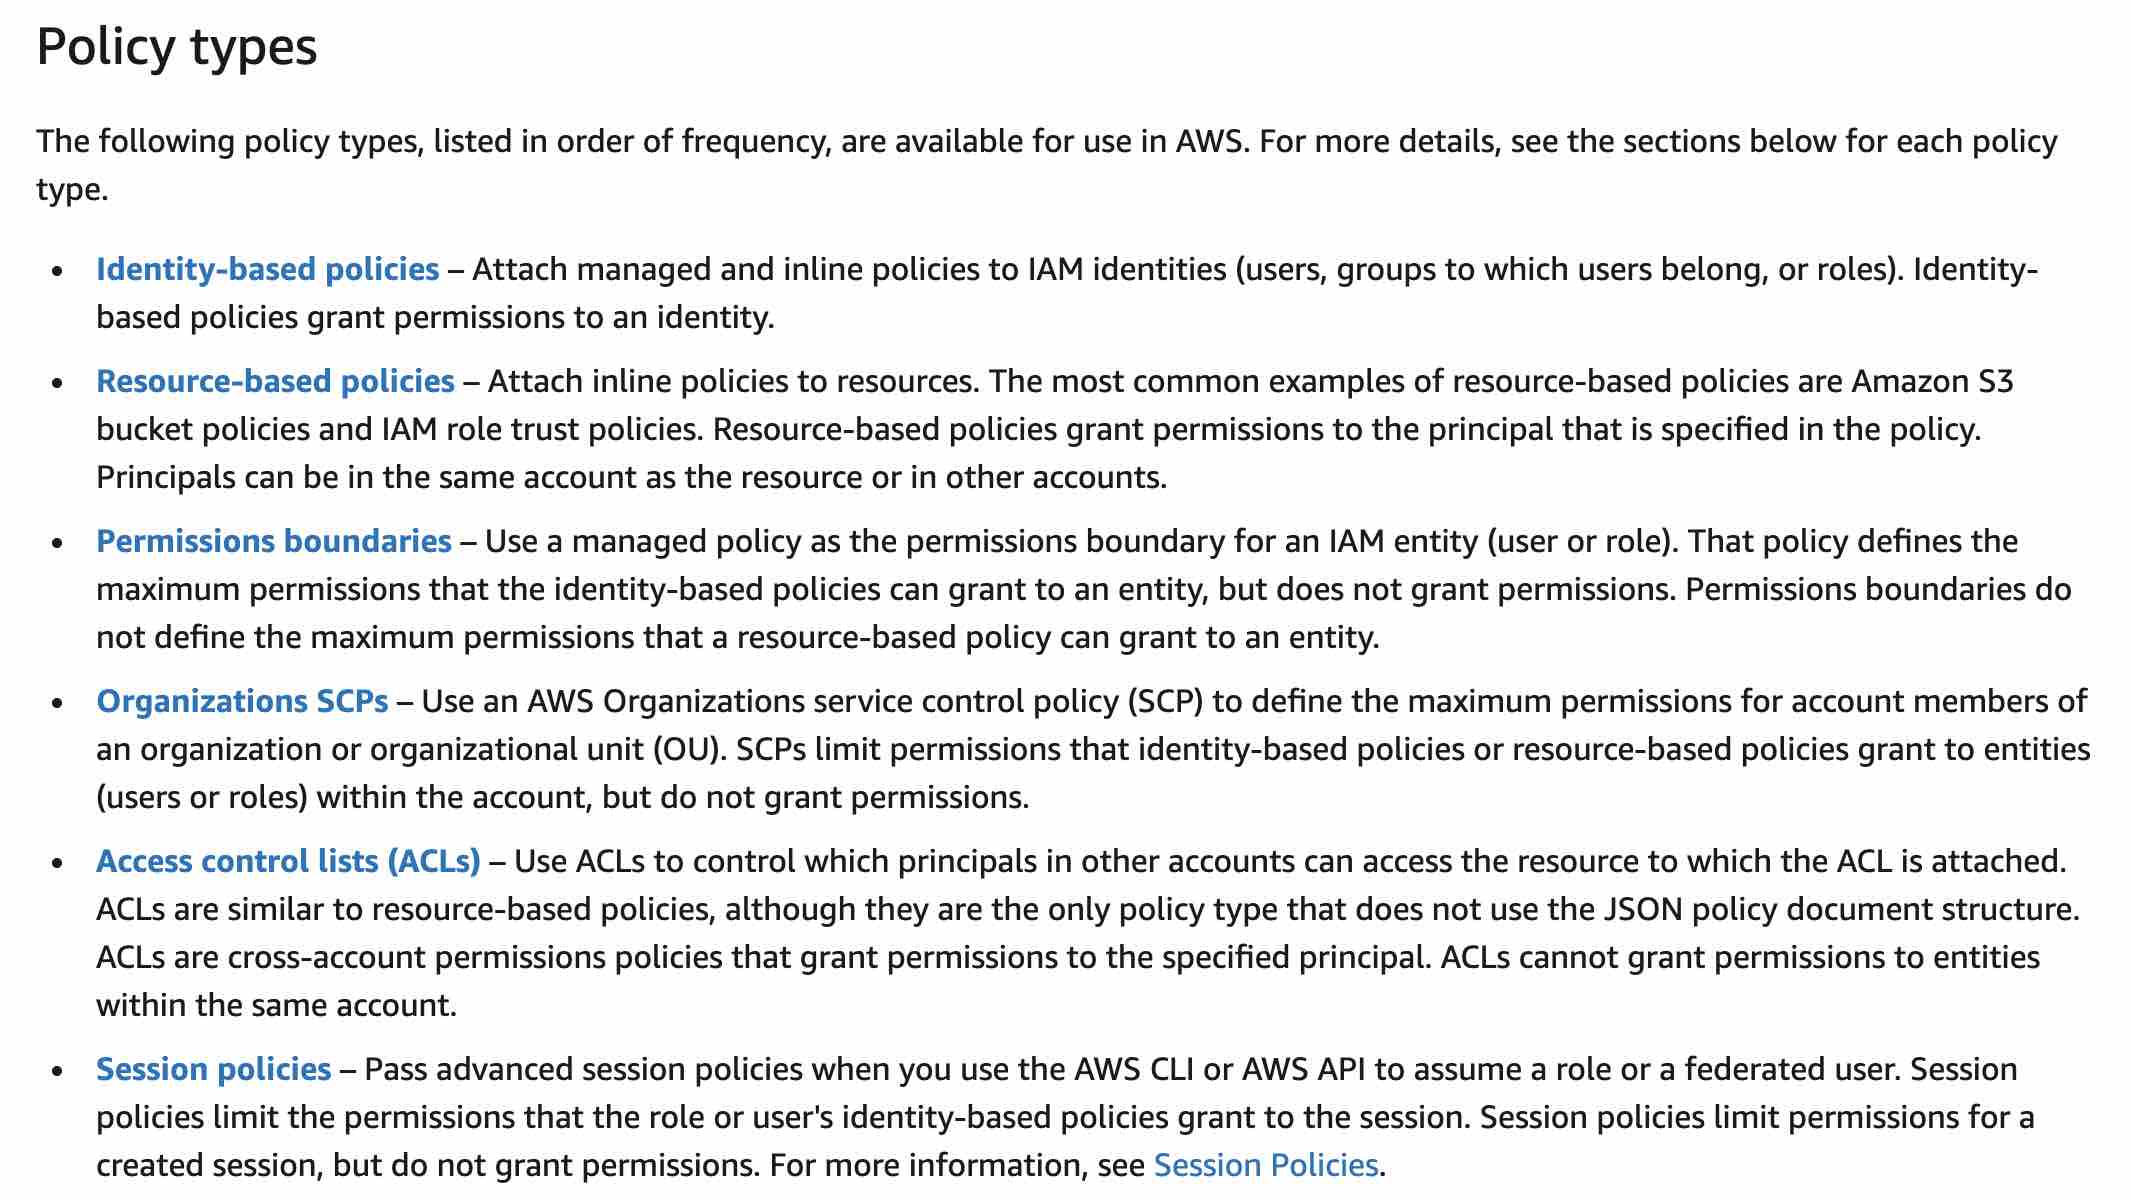 Policy types
The following policy types, listed in order of frequency, are available for use in AWS. For more details, see the sections below for each policy
type.
• Identity-based policies – Attach managed and inline policies to IAM identities (users, groups to which users belong, or roles). Identity-
based policies grant permissions to an identity.
• Resource-based policies – Attach inline policies to resources. The most common examples of resource-based policies are Amazon S3
bucket policies and IAM role trust policies. Resource-based policies grant permissions to the principal that is specified in the policy.
Principals can be in the same account as the resource or in other accounts.
• Permissions boundaries – Use a managed policy as the permissions boundary for an IAM entity (user or role). That policy defines the
maximum permissions that the identity-based policies can grant to an entity, but does not grant permissions. Permissions boundaries do
not define the maximum permissions that a resource-based policy can grant to an entity.
• Organizations SCPs – Use an AWS Organizations service control policy (SCP) to define the maximum permissions for account members of
an organization or organizational unit (OU). SCPs limit permissions that identity-based policies or resource-based policies grant to entities
(users or roles) within the account, but do not grant permissions.
• Access control lists (ACLs) – Use ACLs to control which principals in other accounts can access the resource to which the ACL is attached.
ACLs are similar to resource-based policies, although they are the only policy type that does not use the JSON policy document structure.
ACLs are cross-account permissions policies that grant permissions to the specified principal. ACLs cannot grant permissions to entities
within the same account.
• Session policies – Pass advanced session policies when you use the AWS CLI or AWS API to assume a role or a federated user. Session
policies limit the permissions that the role or user's identity-based policies grant to the session. Session policies limit permissions for a
created session, but do not grant permissions. For more information, see Session Policies.